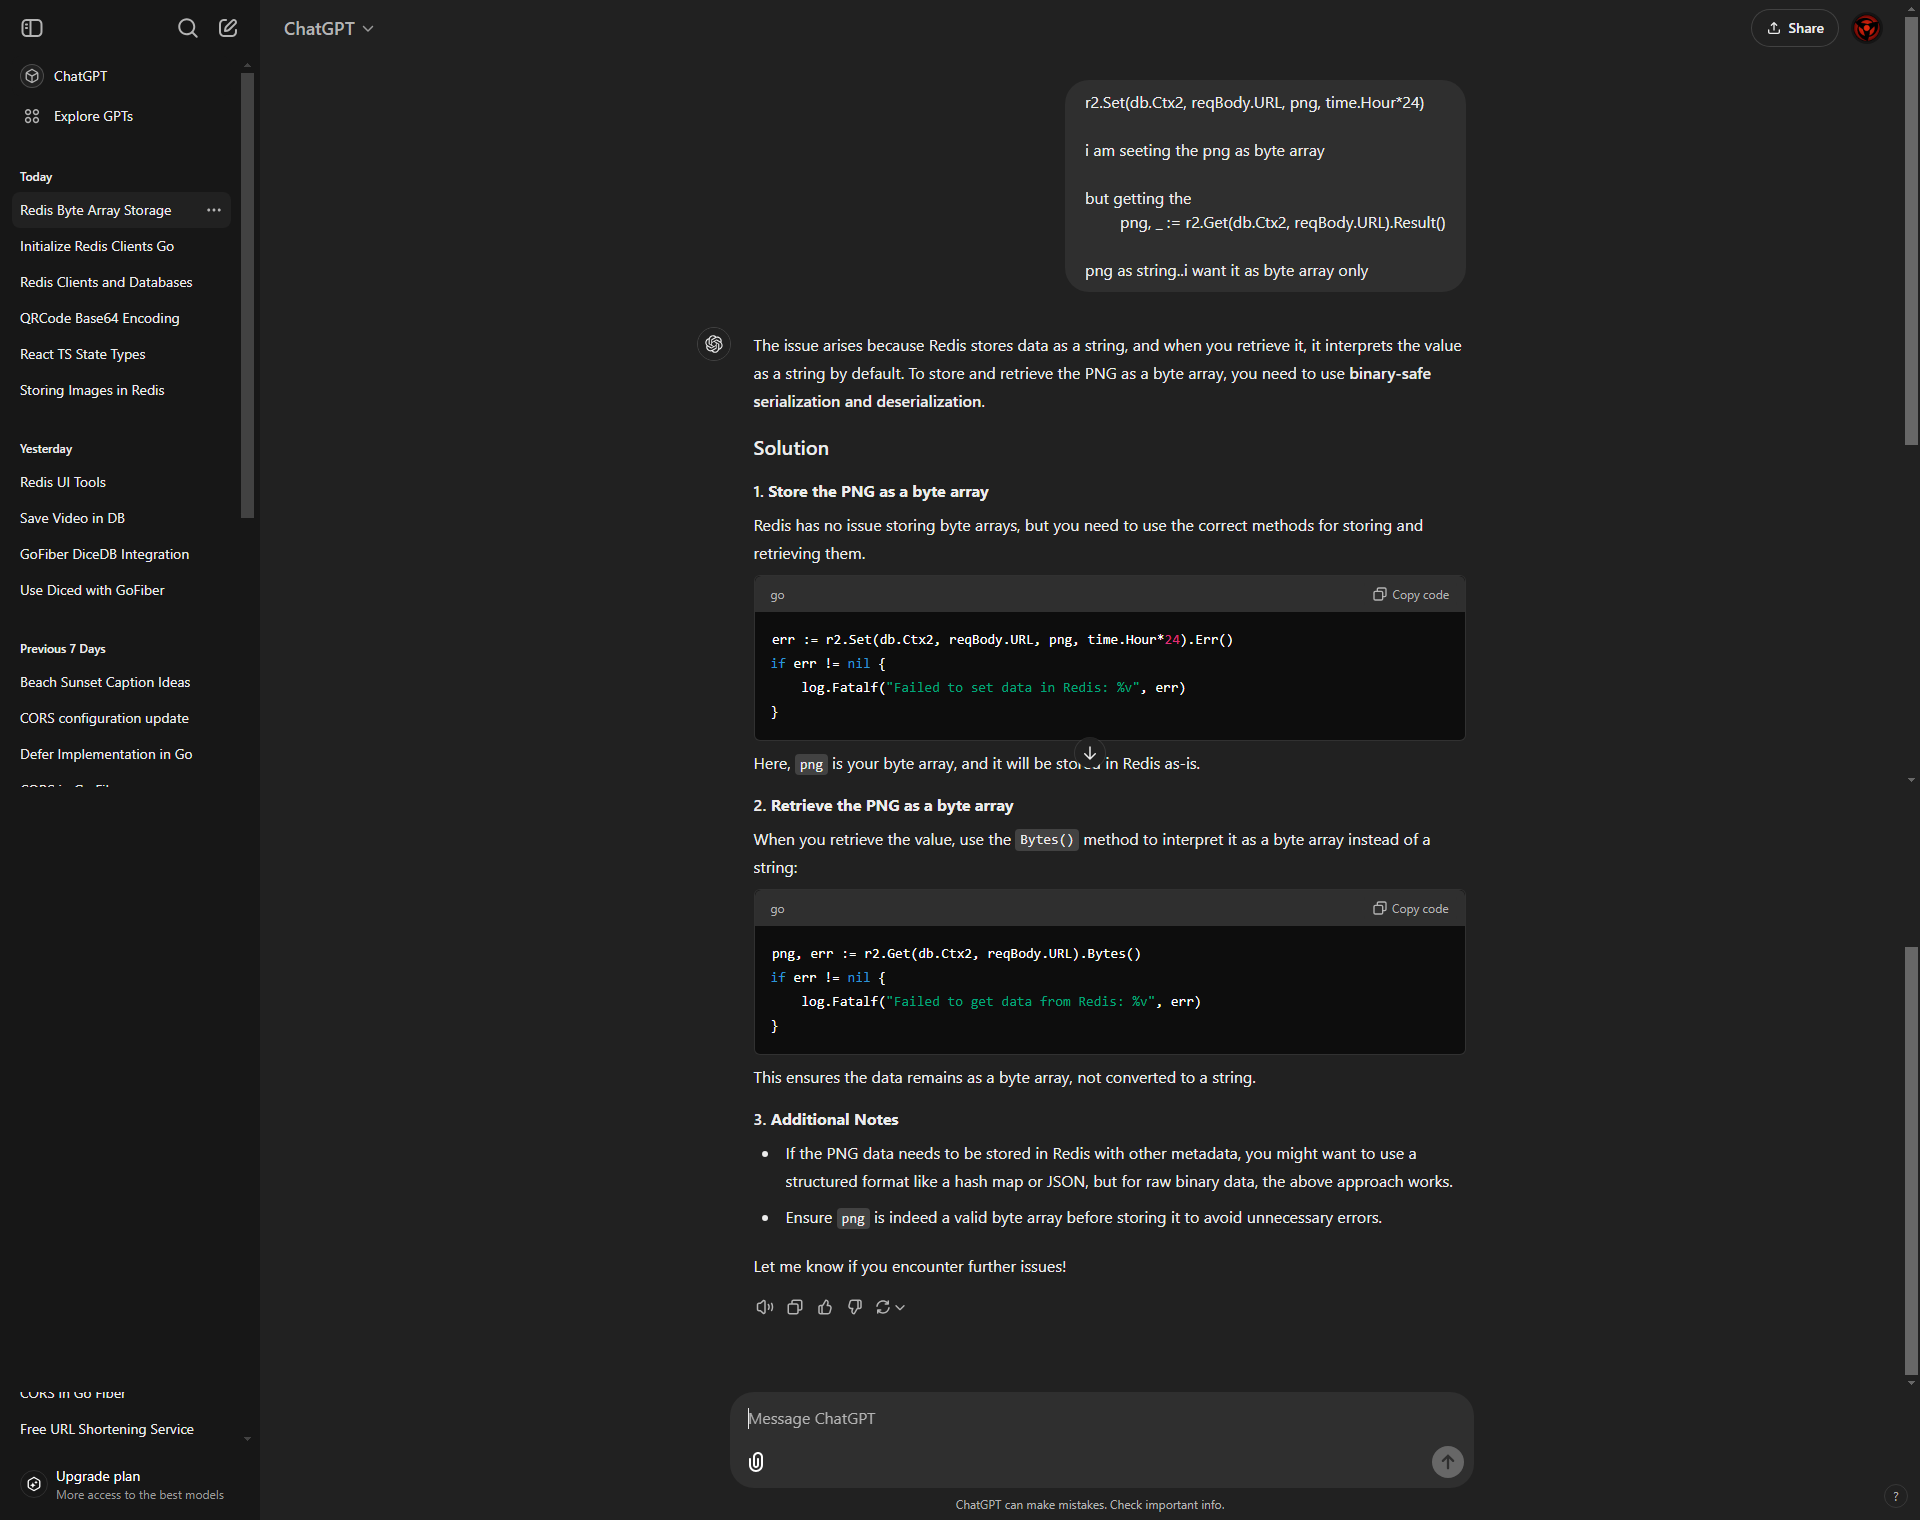 ChatGPT
Explore GPTs
Today
Redis Byte Array Storage
Initialize Redis Clients Go
Redis Clients and Databases
QRCode Base64 Encoding
React TS State Types
Storing Images in Redis
Yesterday
Redis UI Tools
Save Video in DB
GoFiber DiceDB Integration
Use Diced with GoFiber
Previous 7 Days
Beach Sunset Caption Ideas
CORS configuration update
Defer Implementation in Go
CORS in Go Fiber
CORS in Go Fiber
Free URL Shortening Service
Upgrade plan
More access to the best models
ChatGPT
Share
r2.Set(db.Ctx2, reqBody.URL, png, time.Hour*24)
i am seeting the png as byte array
but getting the
png, _ := r2.Get(db.Ctx2, reqBody.URL).Result()
png as string..i want it as byte array only
The issue arises because Redis stores data as a string, and when you retrieve it, it interprets the value
as a string by default. To store and retrieve the PNG as a byte array, you need to use binary-safe
serialization and deserialization.
Solution
1. Store the PNG as a byte array
Redis has no issue storing byte arrays, but you need to use the correct methods for storing and
retrieving them.
go
Copy code
err := r2.Set(db.Ctx2, reqBody.URL, png, time.Hour*24).Err()
if err != nil {
    log.Fatalf("Failed to set data in Redis: %v", err)
}
Here, png is your byte array, and it will be stored in Redis as-is.
2. Retrieve the PNG as a byte array
When you retrieve the value, use the Bytes() method to interpret it as a byte array instead of a
string:
go
Copy code
png, err := r2.Get(db.Ctx2, reqBody.URL).Bytes()
if err != nil {
    log.Fatalf("Failed to get data from Redis: %v", err)
}
This ensures the data remains as a byte array, not converted to a string.
3. Additional Notes
• If the PNG data needs to be stored in Redis with other metadata, you might want to use a
structured format like a hash map or JSON, but for raw binary data, the above approach works.
• Ensure png is indeed a valid byte array before storing it to avoid unnecessary errors.
Let me know if you encounter further issues!
Message ChatGPT
ChatGPT can make mistakes. Check important info.
?